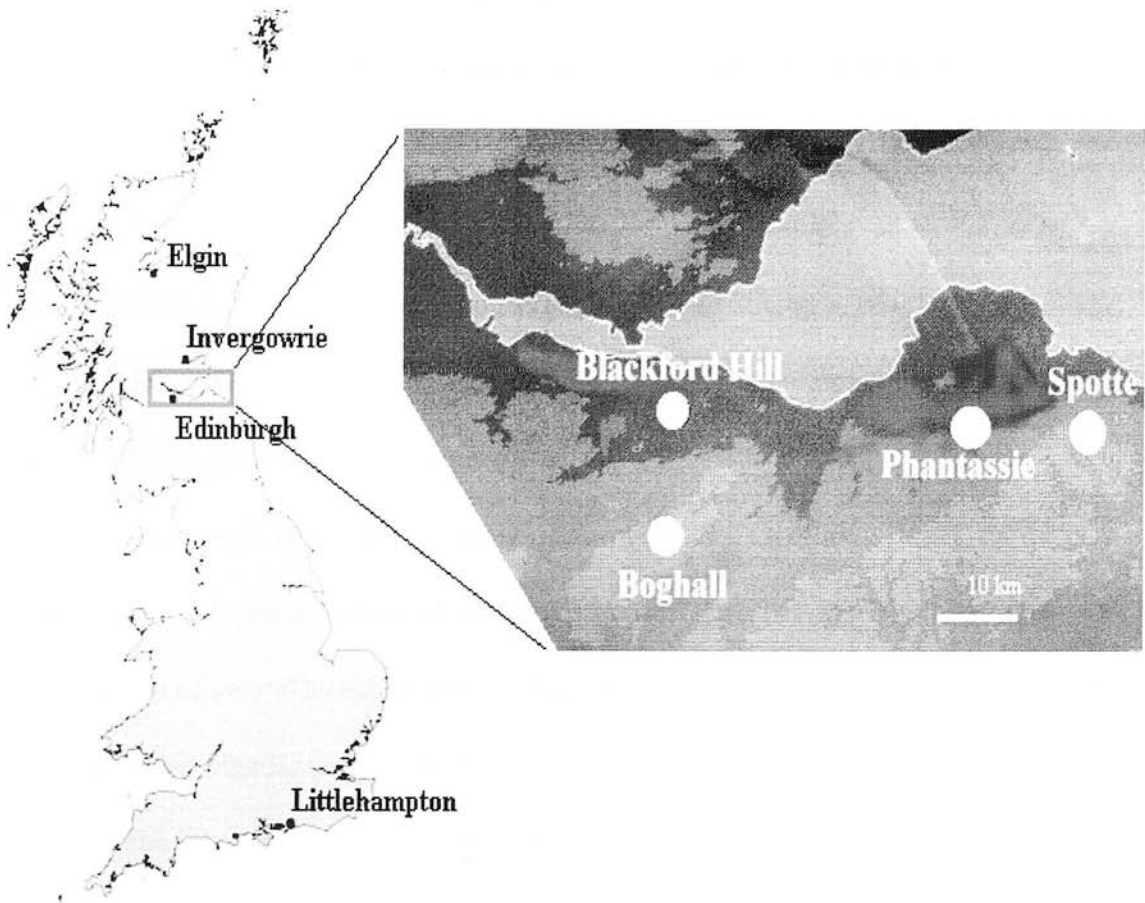 Elgin
Invergowrie
Edinburgh
Littlehampton
Blackford Hill
Spotte
Phantassie
Boghall
10 km